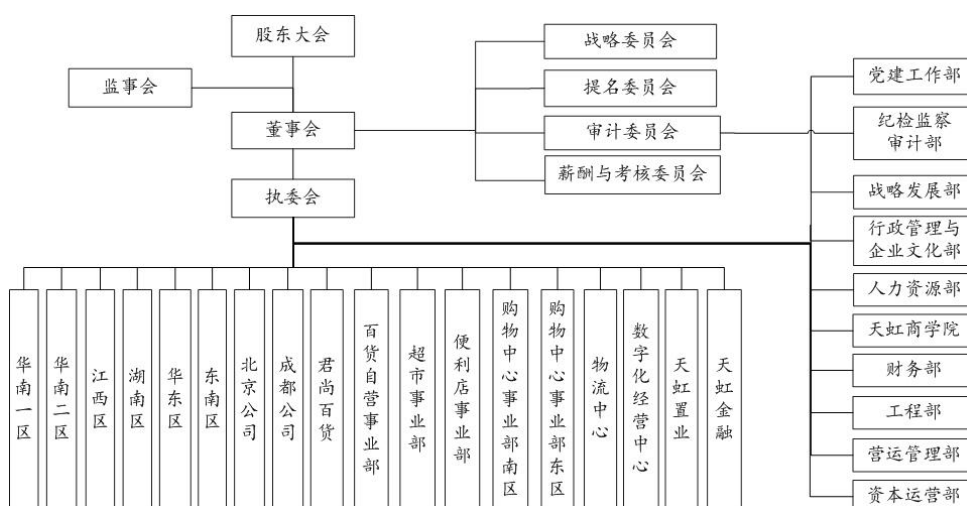 股东大会
监事会
董事会
执委会
战略委员会
提名委员会
审计委员会
薪酬与考核委员会
党建工作部
纪检监察
审计部
战略发展部
行政管理与
企业文化部
人力资源部
天虹商学院
财务部
工程部
营运管理部
资本运营部
华南一区
华南二区
江西区
湖南区
华东区
东南区
北京公司
成都公司
君尚百货
百货自营事业部
超市事业部
便利店事业部
购物中心事业部南区
购物中心事业部东区
物流中心
数字化经营中心
天虹置业
天虹金融